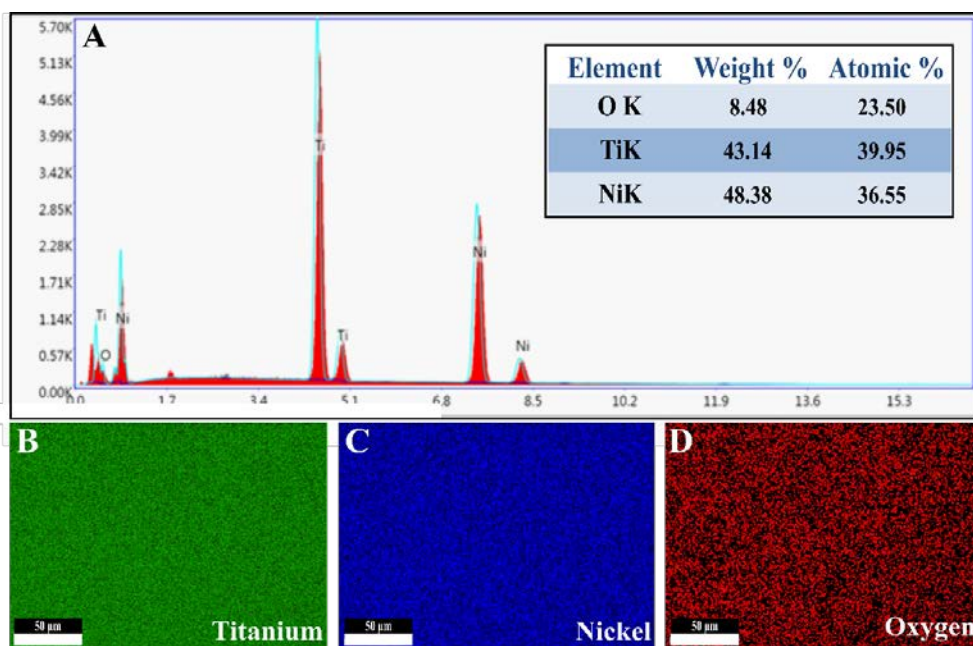 A
5.70K
5.13K
4.56K
3.99K
3.42K
2.85K
2.28K
1.71K
1.14K
0.57K
0.00K
Ti
O
Ni
Ti
Ti
Ni
Ni
0.0 1.7 3.4 5.1 6.8 8.5 10.2 11.9 13.6 15.3
Element Weight % Atomic %
O K 8.48 23.50
TiK 43.14 39.95
NiK 48.38 36.55
B
50 µm
Titanium
C
50 µm
Nickel
D
50 µm
Oxygen